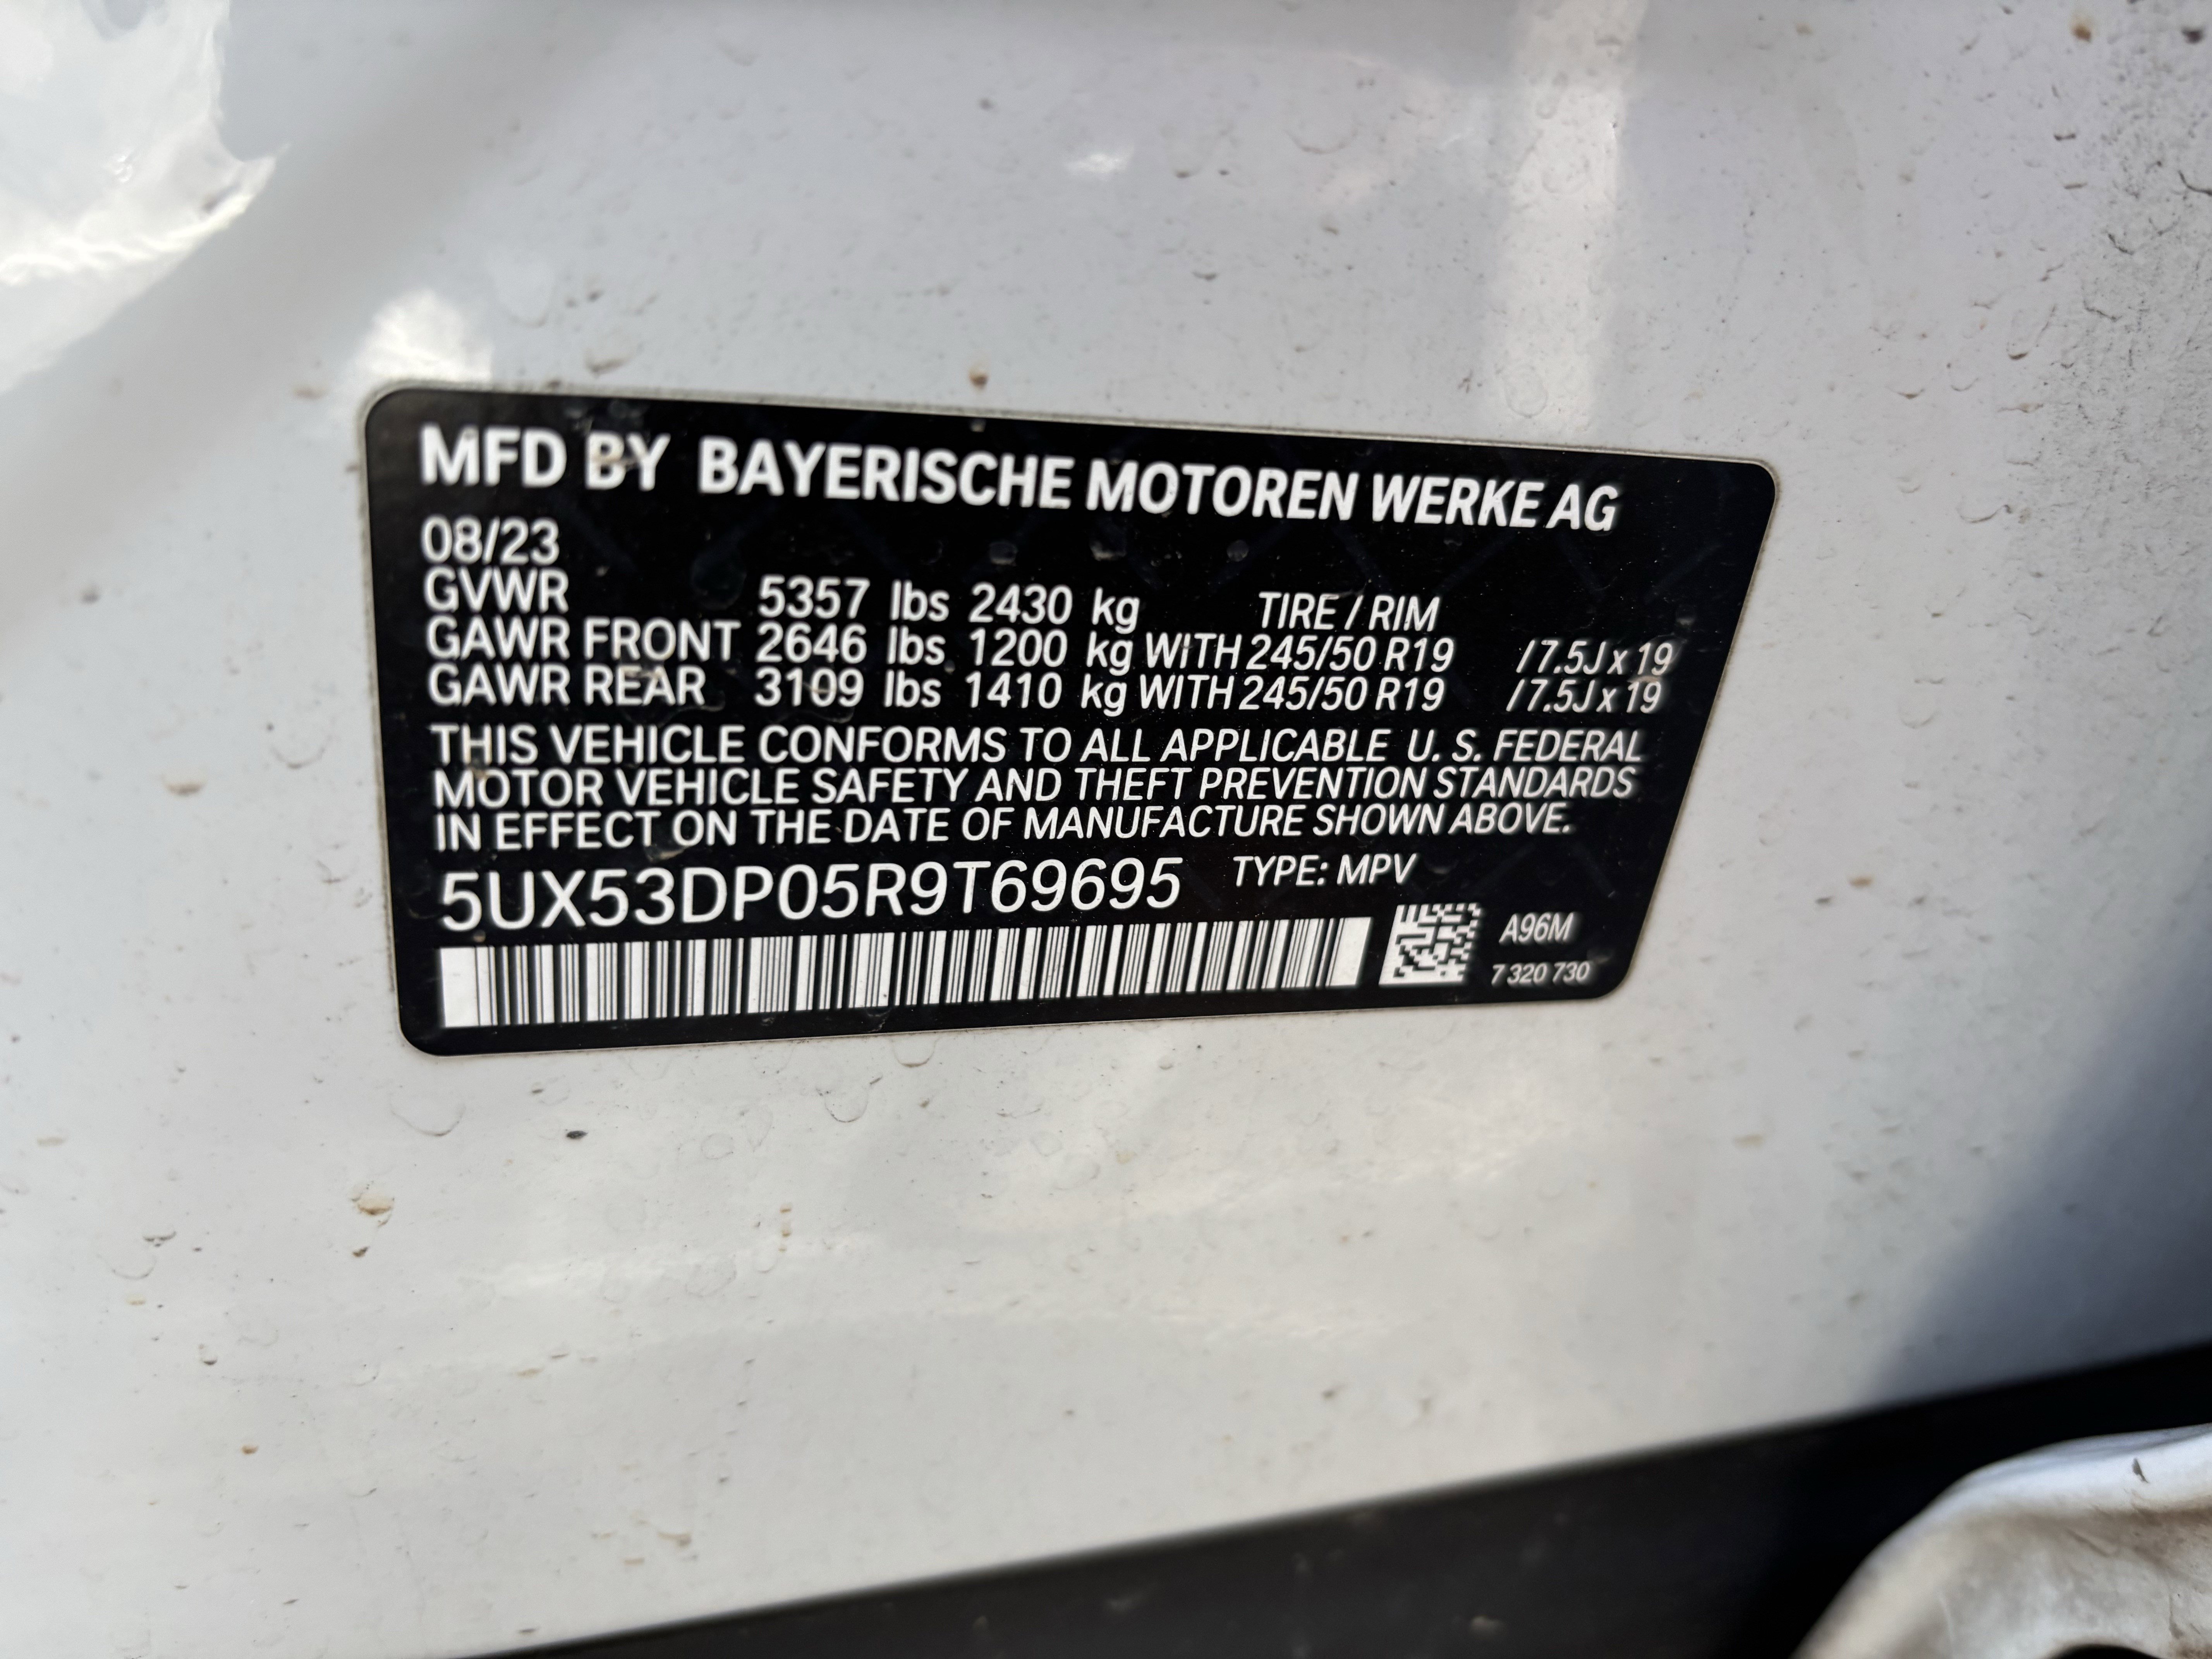 MFD BY BAYERISCHE MOTOREN WERKE AG
08/23
GVWR 5357 lbs 2430 kg TIRE / RIM
GAWR FRONT 2646 lbs 1200 kg WITH 245/50 R19 / 7.5J x 19
GAWR REAR 3109 lbs 1410 kg WITH 245/50 R19 / 7.5J x 19
THIS VEHICLE CONFORMS TO ALL APPLICABLE U. S. FEDERAL
MOTOR VEHICLE SAFETY AND THEFT PREVENTION STANDARDS
IN EFFECT ON THE DATE OF MANUFACTURE SHOWN ABOVE.
5UX53DP05R9T69695 TYPE: MPV
A96M
7 320 730